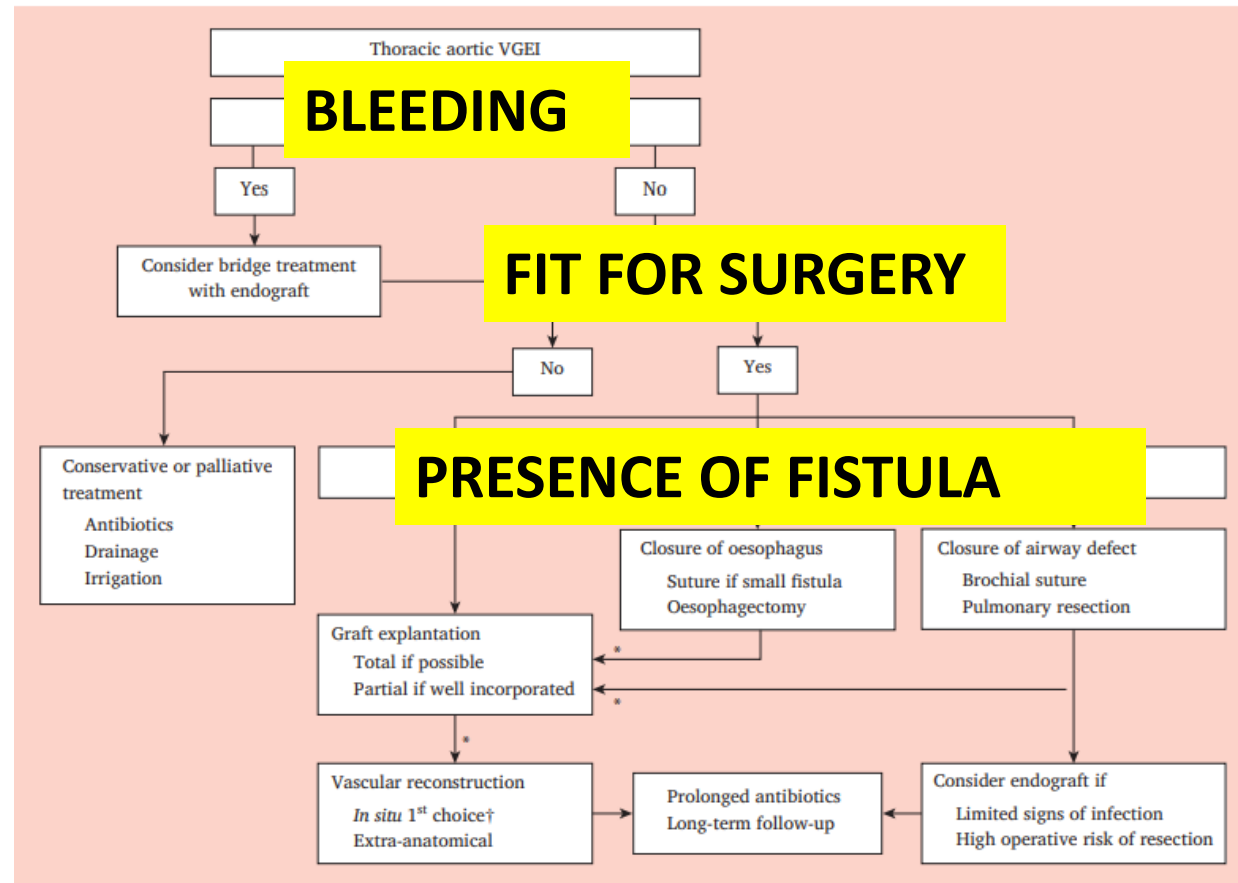 Thoracic aortic VGEI
BLEEDING
Yes
No
Consider bridge treatment
with endograft
FIT FOR SURGERY
No
Yes
Conservative or palliative
treatment
Antibiotics
Drainage
Irrigation
PRESENCE OF FISTULA
Closure of oesophagus
Suture if small fistula
Oesophagectomy
Closure of airway defect
Brochial suture
Pulmonary resection
Graft explantation
Total if possible
Partial if well incorporated
*
*
*
Vascular reconstruction
In situ 1st choice†
Extra-anatomical
Prolonged antibiotics
Long-term follow-up
Consider endograft if
Limited signs of infection
High operative risk of resection